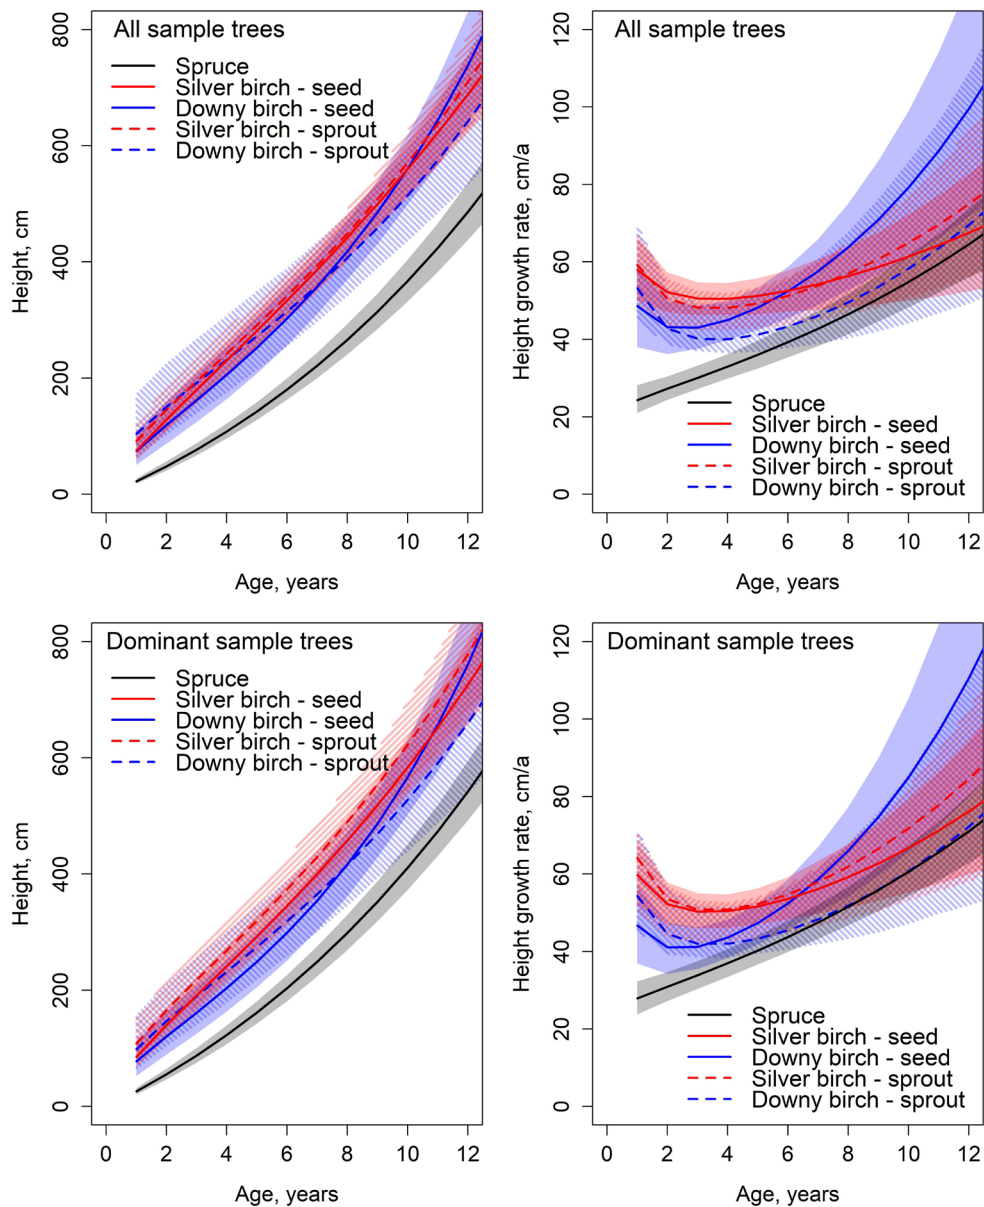 All sample trees
Spruce
Silver birch - seed
Downy birch - seed
Silver birch - sprout
Downy birch - sprout
Height, cm
0
200
400
600
800
0 2 4 6 8 10 12
Age, years
All sample trees
Spruce
Silver birch - seed
Downy birch - seed
Silver birch - sprout
Downy birch - sprout
Height growth rate, cm/a
0
20
40
60
80
100
120
0 2 4 6 8 10 12
Age, years
Dominant sample trees
Spruce
Silver birch - seed
Downy birch - seed
Silver birch - sprout
Downy birch - sprout
Height, cm
0
200
400
600
800
0 2 4 6 8 10 12
Age, years
Dominant sample trees
Spruce
Silver birch - seed
Downy birch - seed
Silver birch - sprout
Downy birch - sprout
Height growth rate, cm/a
0
20
40
60
80
100
120
0 2 4 6 8 10 12
Age, years